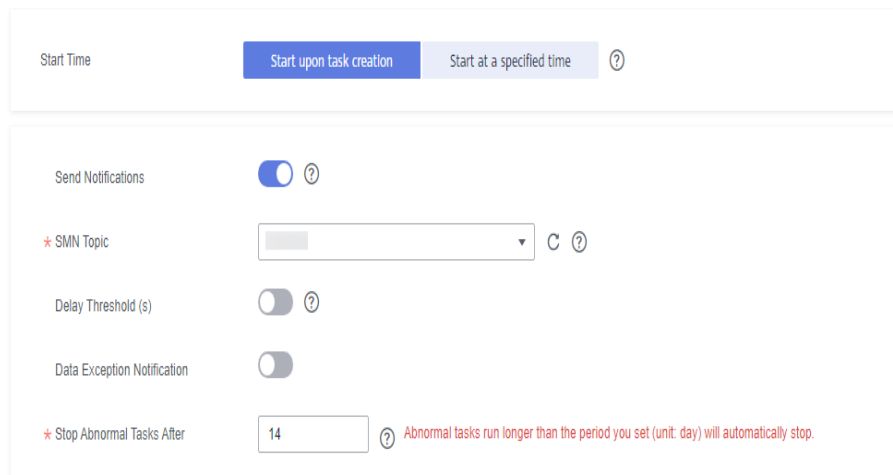 Start Time Start upon task creation Start at a specified time ?
Send Notifications ?
* SMN Topic ?
Delay Threshold (s) ?
Data Exception Notification
* Stop Abnormal Tasks After 14 ? Abnormal tasks run longer than the period you set (unit: day) will automatically stop.